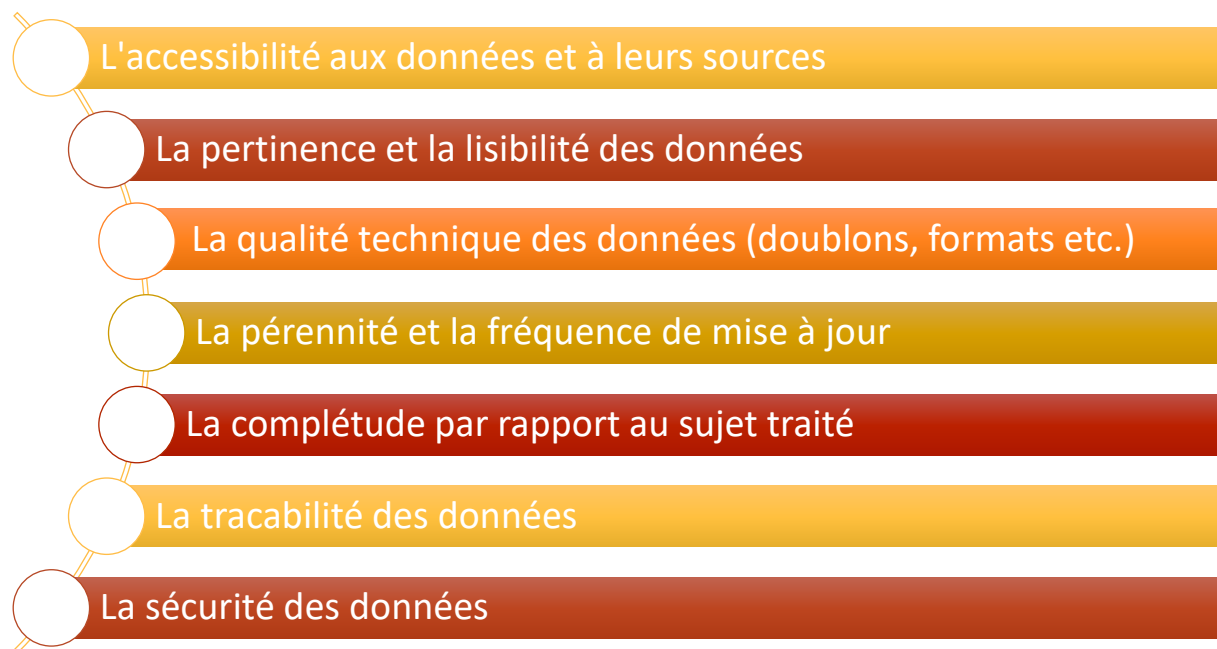 L'accessibilité aux données et à leurs sources
La pertinence et la lisibilité des données
La qualité technique des données (doublons, formats etc.)
La pérennité et la fréquence de mise à jour
La complétude par rapport au sujet traité
La tracabilité des données
La sécurité des données